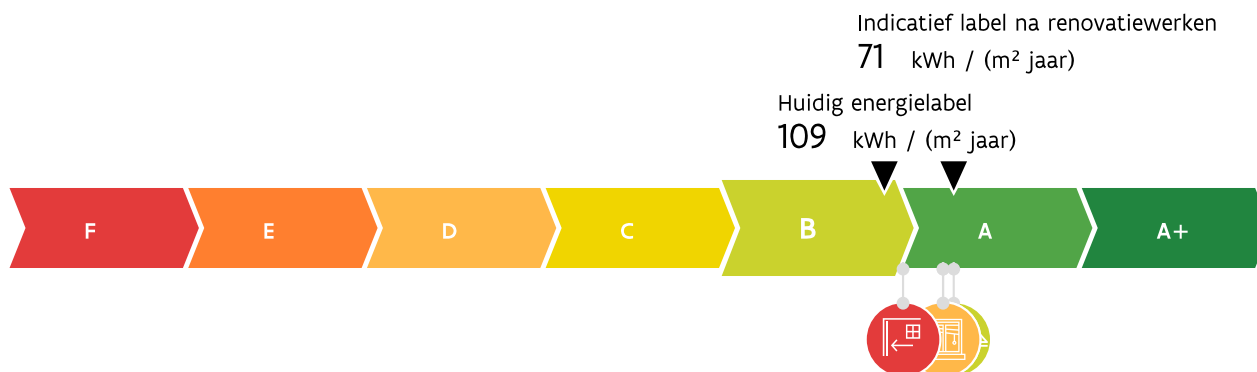 Indicatief label na renovatiewerken
71 kWh / (m² jaar)
Huidig energielabel
109 kWh / (m² jaar)
F E D C B A A+